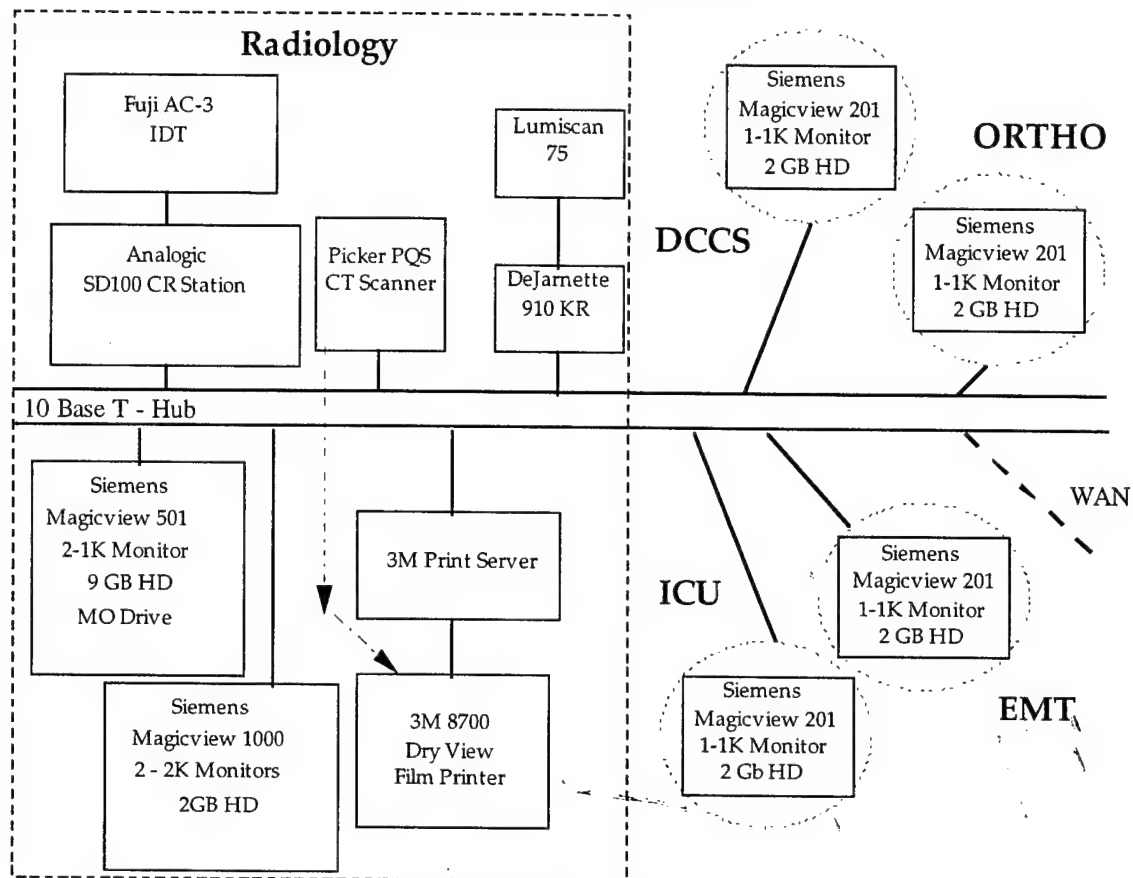 Radiology
Fuji AC-3
IDT
Lumiscan
75
Analogic
SD100 CR Station
Picker PQS
CT Scanner
DeJarnette
910 KR
Siemens
Magicview 201
1-1K Monitor
2 GB HD
DCCS
ORTHO
Siemens
Magicview 201
1-1K Monitor
2 GB HD
10 Base T - Hub
Siemens
Magicview 501
2-1K Monitor
9 GB HD
MO Drive
3M Print Server
Siemens
Magicview 1000
2 - 2K Monitors
2GB HD
3M 8700
Dry View
Film Printer
WAN
ICU
Siemens
Magicview 201
1-1K Monitor
2 GB HD
Siemens
Magicview 201
1-1K Monitor
2 Gb HD
EMT